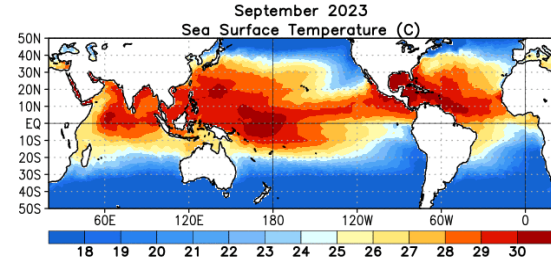 September 2023
Sea Surface Temperature (C)
50N
40N
30N
20N
10N
EQ
10S
20S
30S
40S
50S
60E 120E 180 120W 60W 0
18 19 20 21 22 23 24 25 26 27 28 29 30